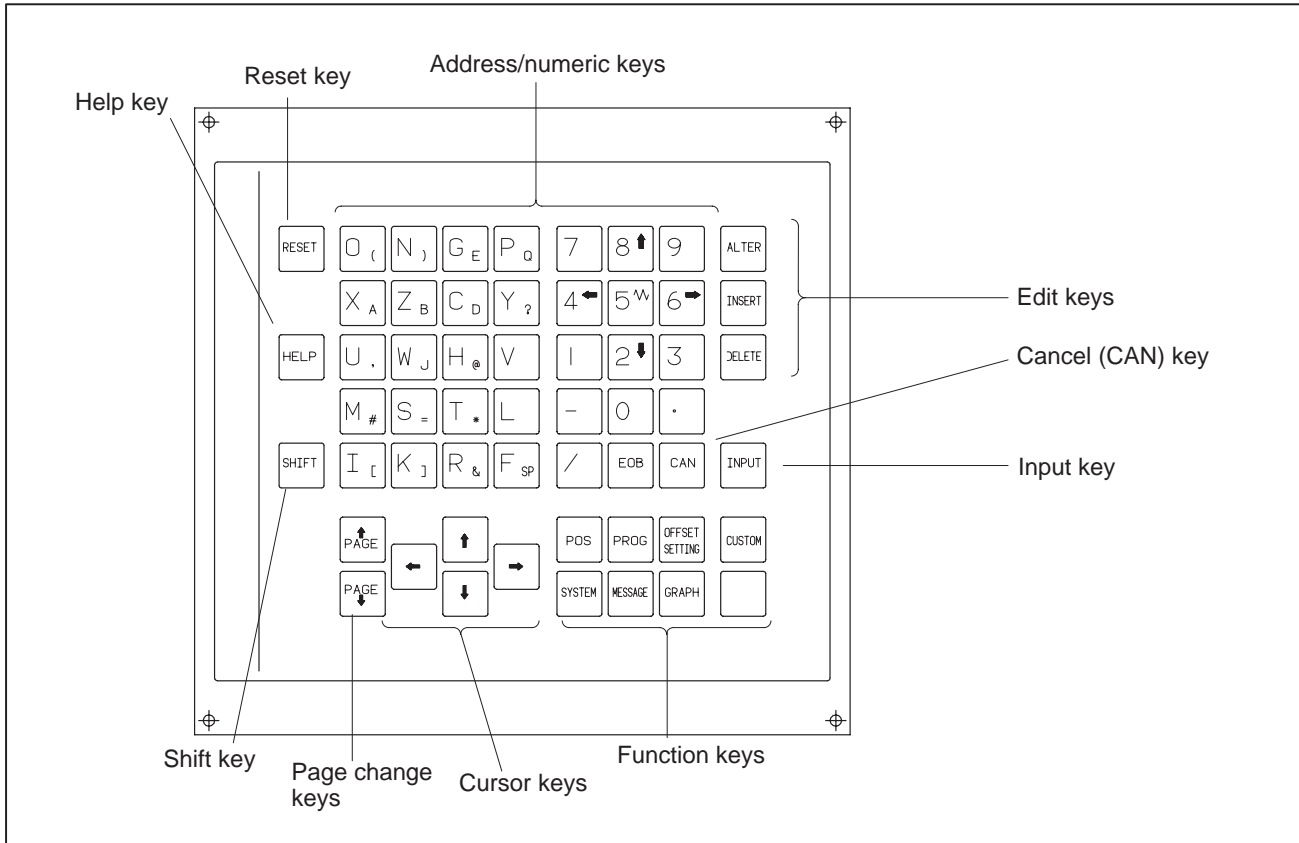 Address/numeric keys
Reset key
Help key
RESET O ( N ) G E P Q 7 8 ⬆ 9 ALTER
X A Z B C D Y ? 4 ⬅ 5 6 ➡ INSERT
Edit keys
HELP U , W J H @ V 1 2 ⬇ 3 DELETE
Cancel (CAN) key
M # S = T * L - 0 .
SHIFT I [ K ] R & F SP / EOB CAN INPUT
Input key
⬆ PAGE ⬅ ⬆ ➡ POS PROG OFFSET SETTING CUSTOM
PAGE ⬇ ⬇ SYSTEM MESSAGE GRAPH
Shift key
Page change
keys
Cursor keys
Function keys